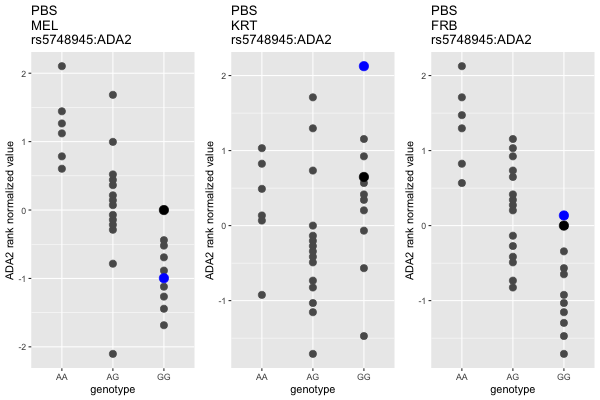 PBS
MEL
rs5748945:ADA2
ADA2 rank normalized value
2
1
0
-1
-2
AA AG GG
genotype
PBS
KRT
rs5748945:ADA2
ADA2 rank normalized value
2
1
0
-1
AA AG GG
genotype
PBS
FRB
rs5748945:ADA2
ADA2 rank normalized value
2
1
0
-1
AA AG GG
genotype